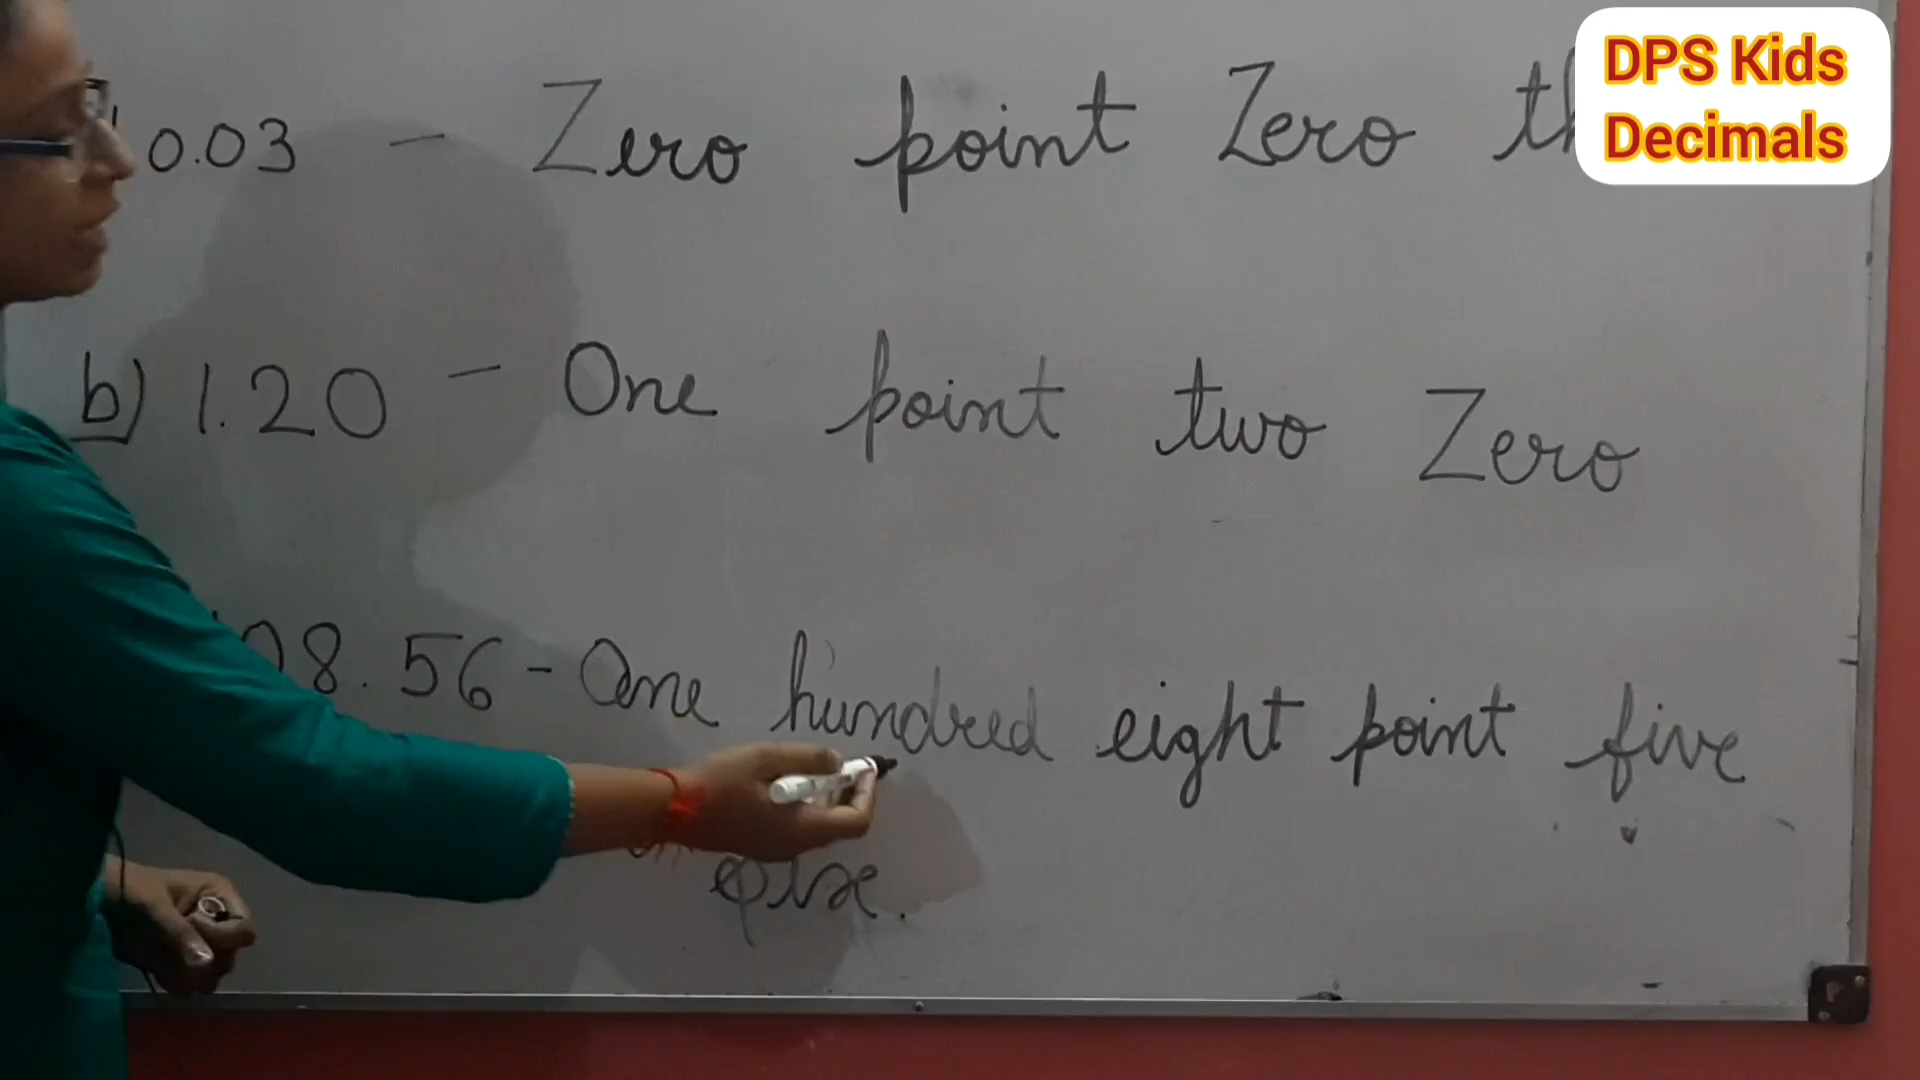 DPS Kids
Decimals
0.03 - Zero point Zero
b) 1.20 - One point two Zero
08.56 - One hundred eight point five
six.